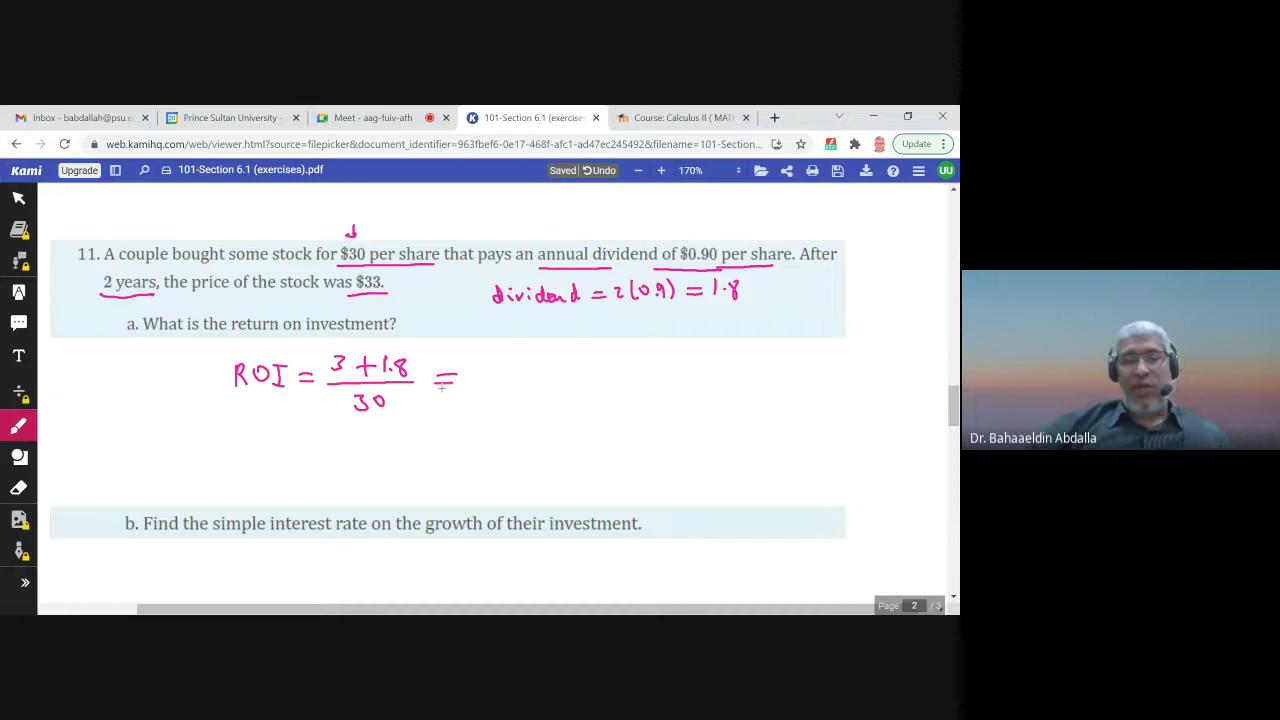 Inbox - babdallah@psu.e
Prince Sultan University -
Meet - aag-fuiv-ath
101-Section 6.1 (exercises).pdf
Course: Calculus II ( MAT
web.kamihq.com/web/viewer.html?source=filepicker&document_identifier=963fbef6-0e17-468f-afc1-ad47ec245492&filename=101-Section...
Update
Kami
Upgrade
101-Section 6.1 (exercises).pdf
Saved
Undo
170%
UU
11. A couple bought some stock for $30 per share that pays an annual dividend of $0.90 per share. After
2 years, the price of the stock was $33.
dividend = 2(0.9) = 1.8
a. What is the return on investment?
ROI = 3 + 1.8 =
30
b. Find the simple interest rate on the growth of their investment.
Page 2 / 3
Dr. Bahaaeldin Abdalla